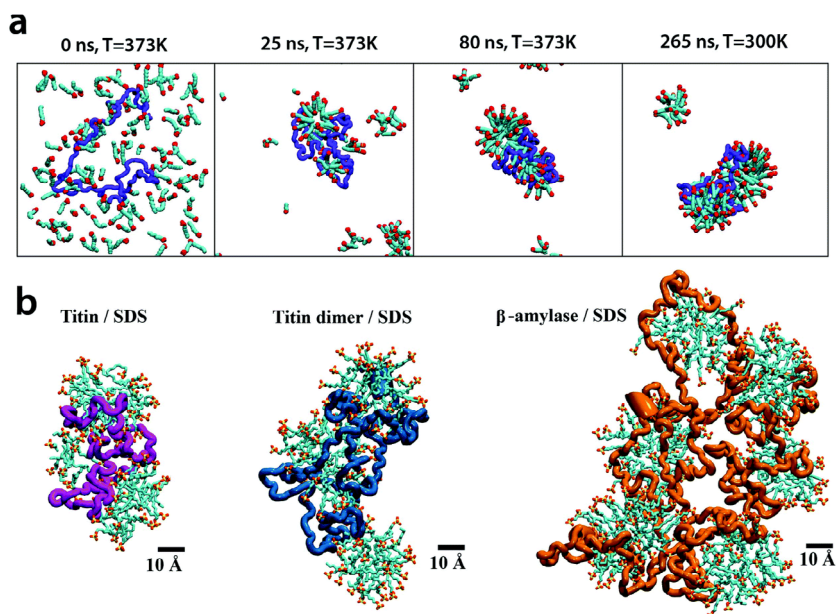 a
0 ns, T=373K
25 ns, T=373K
80 ns, T=373K
265 ns, T=300K
b
Titin / SDS
Titin dimer / SDS
β-amylase / SDS
10 Å
10 Å
10 Å